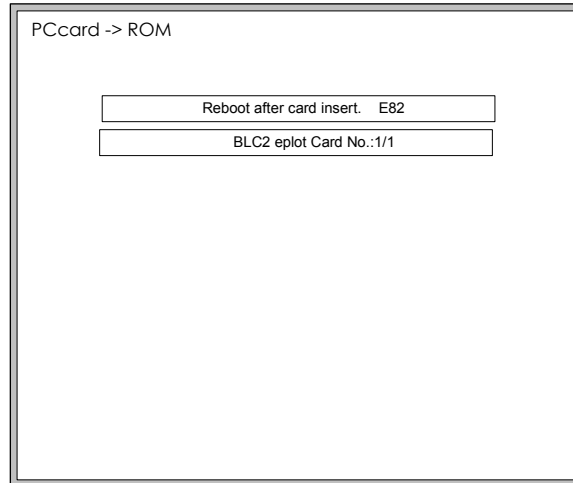 PCcard -> ROM
Reboot after card insert. E82
BLC2 eplot Card No.:1/1